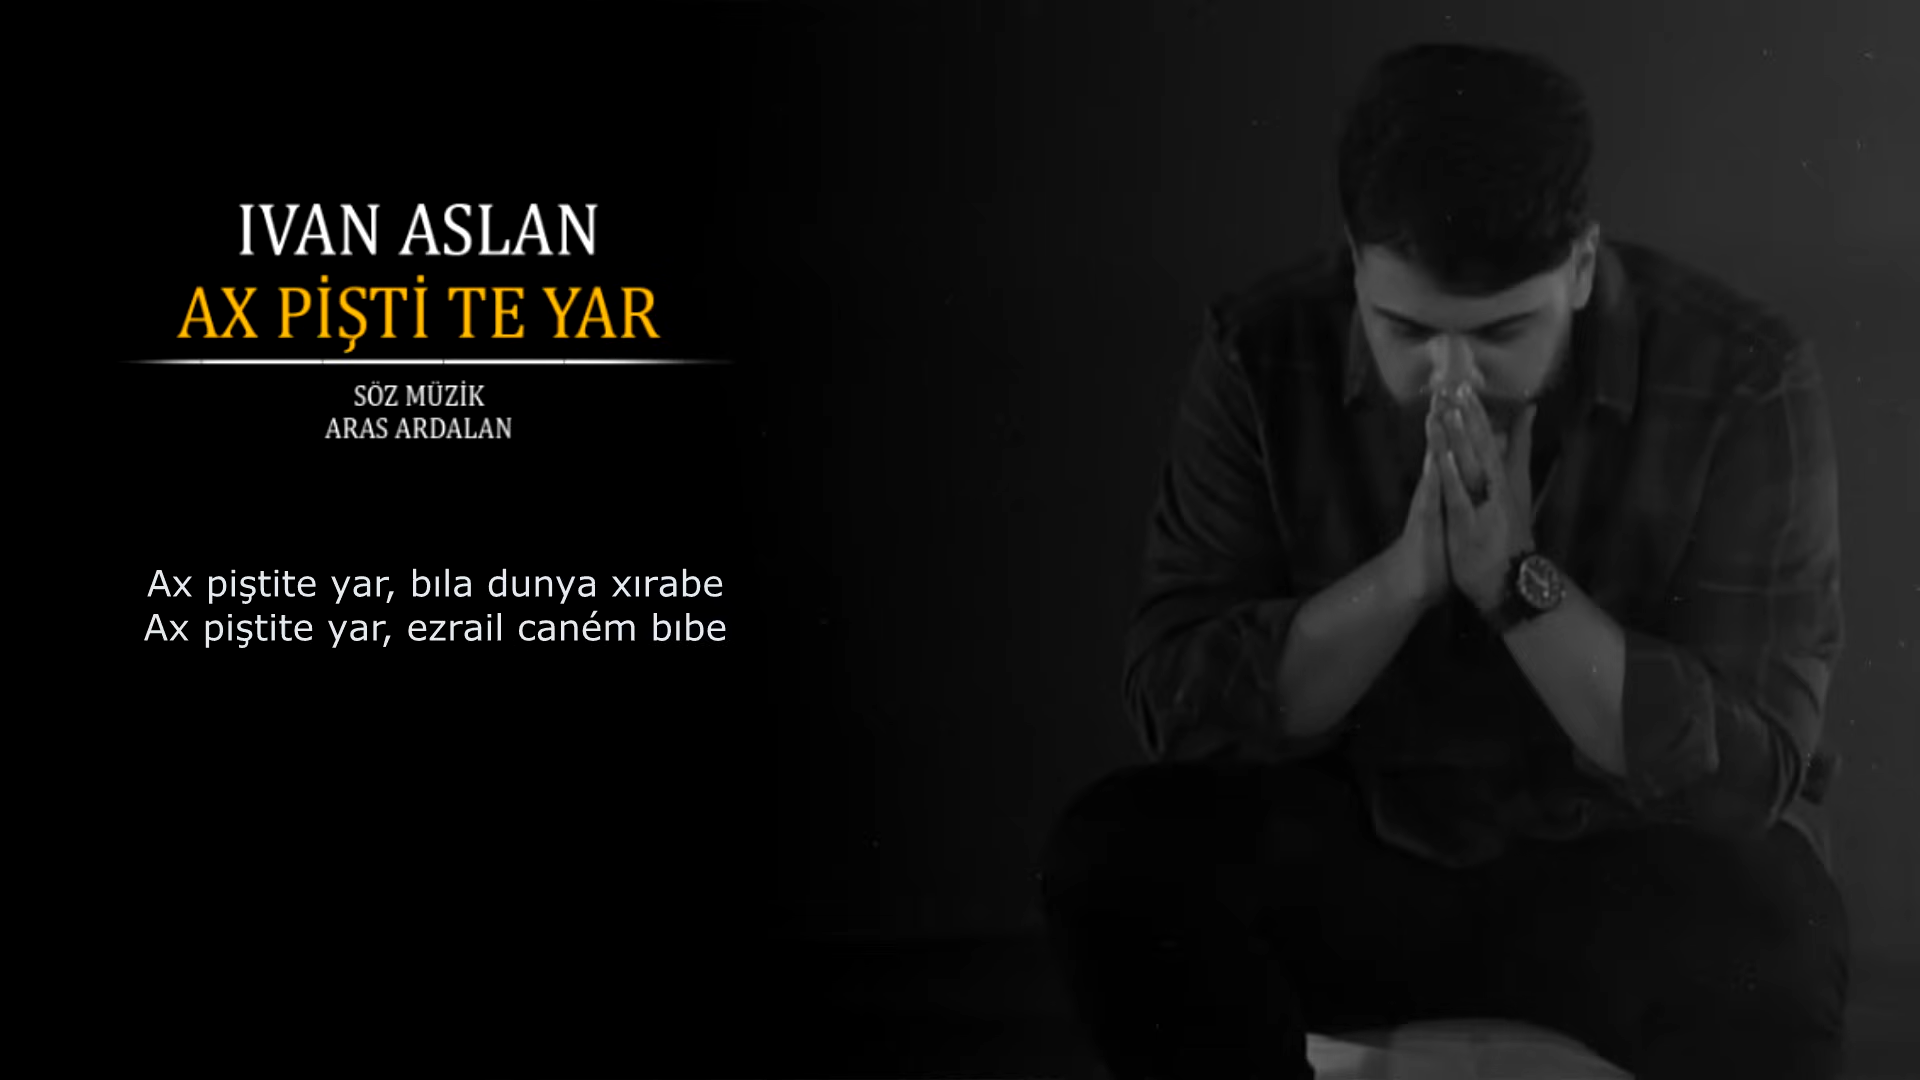 IVAN ASLAN
AX PİŞTİ TE YAR
SÖZ MÜZİK
ARAS ARDALAN
Ax piştite yar, bıla dunya xırabe
Ax piştite yar, ezrail caném bıbe